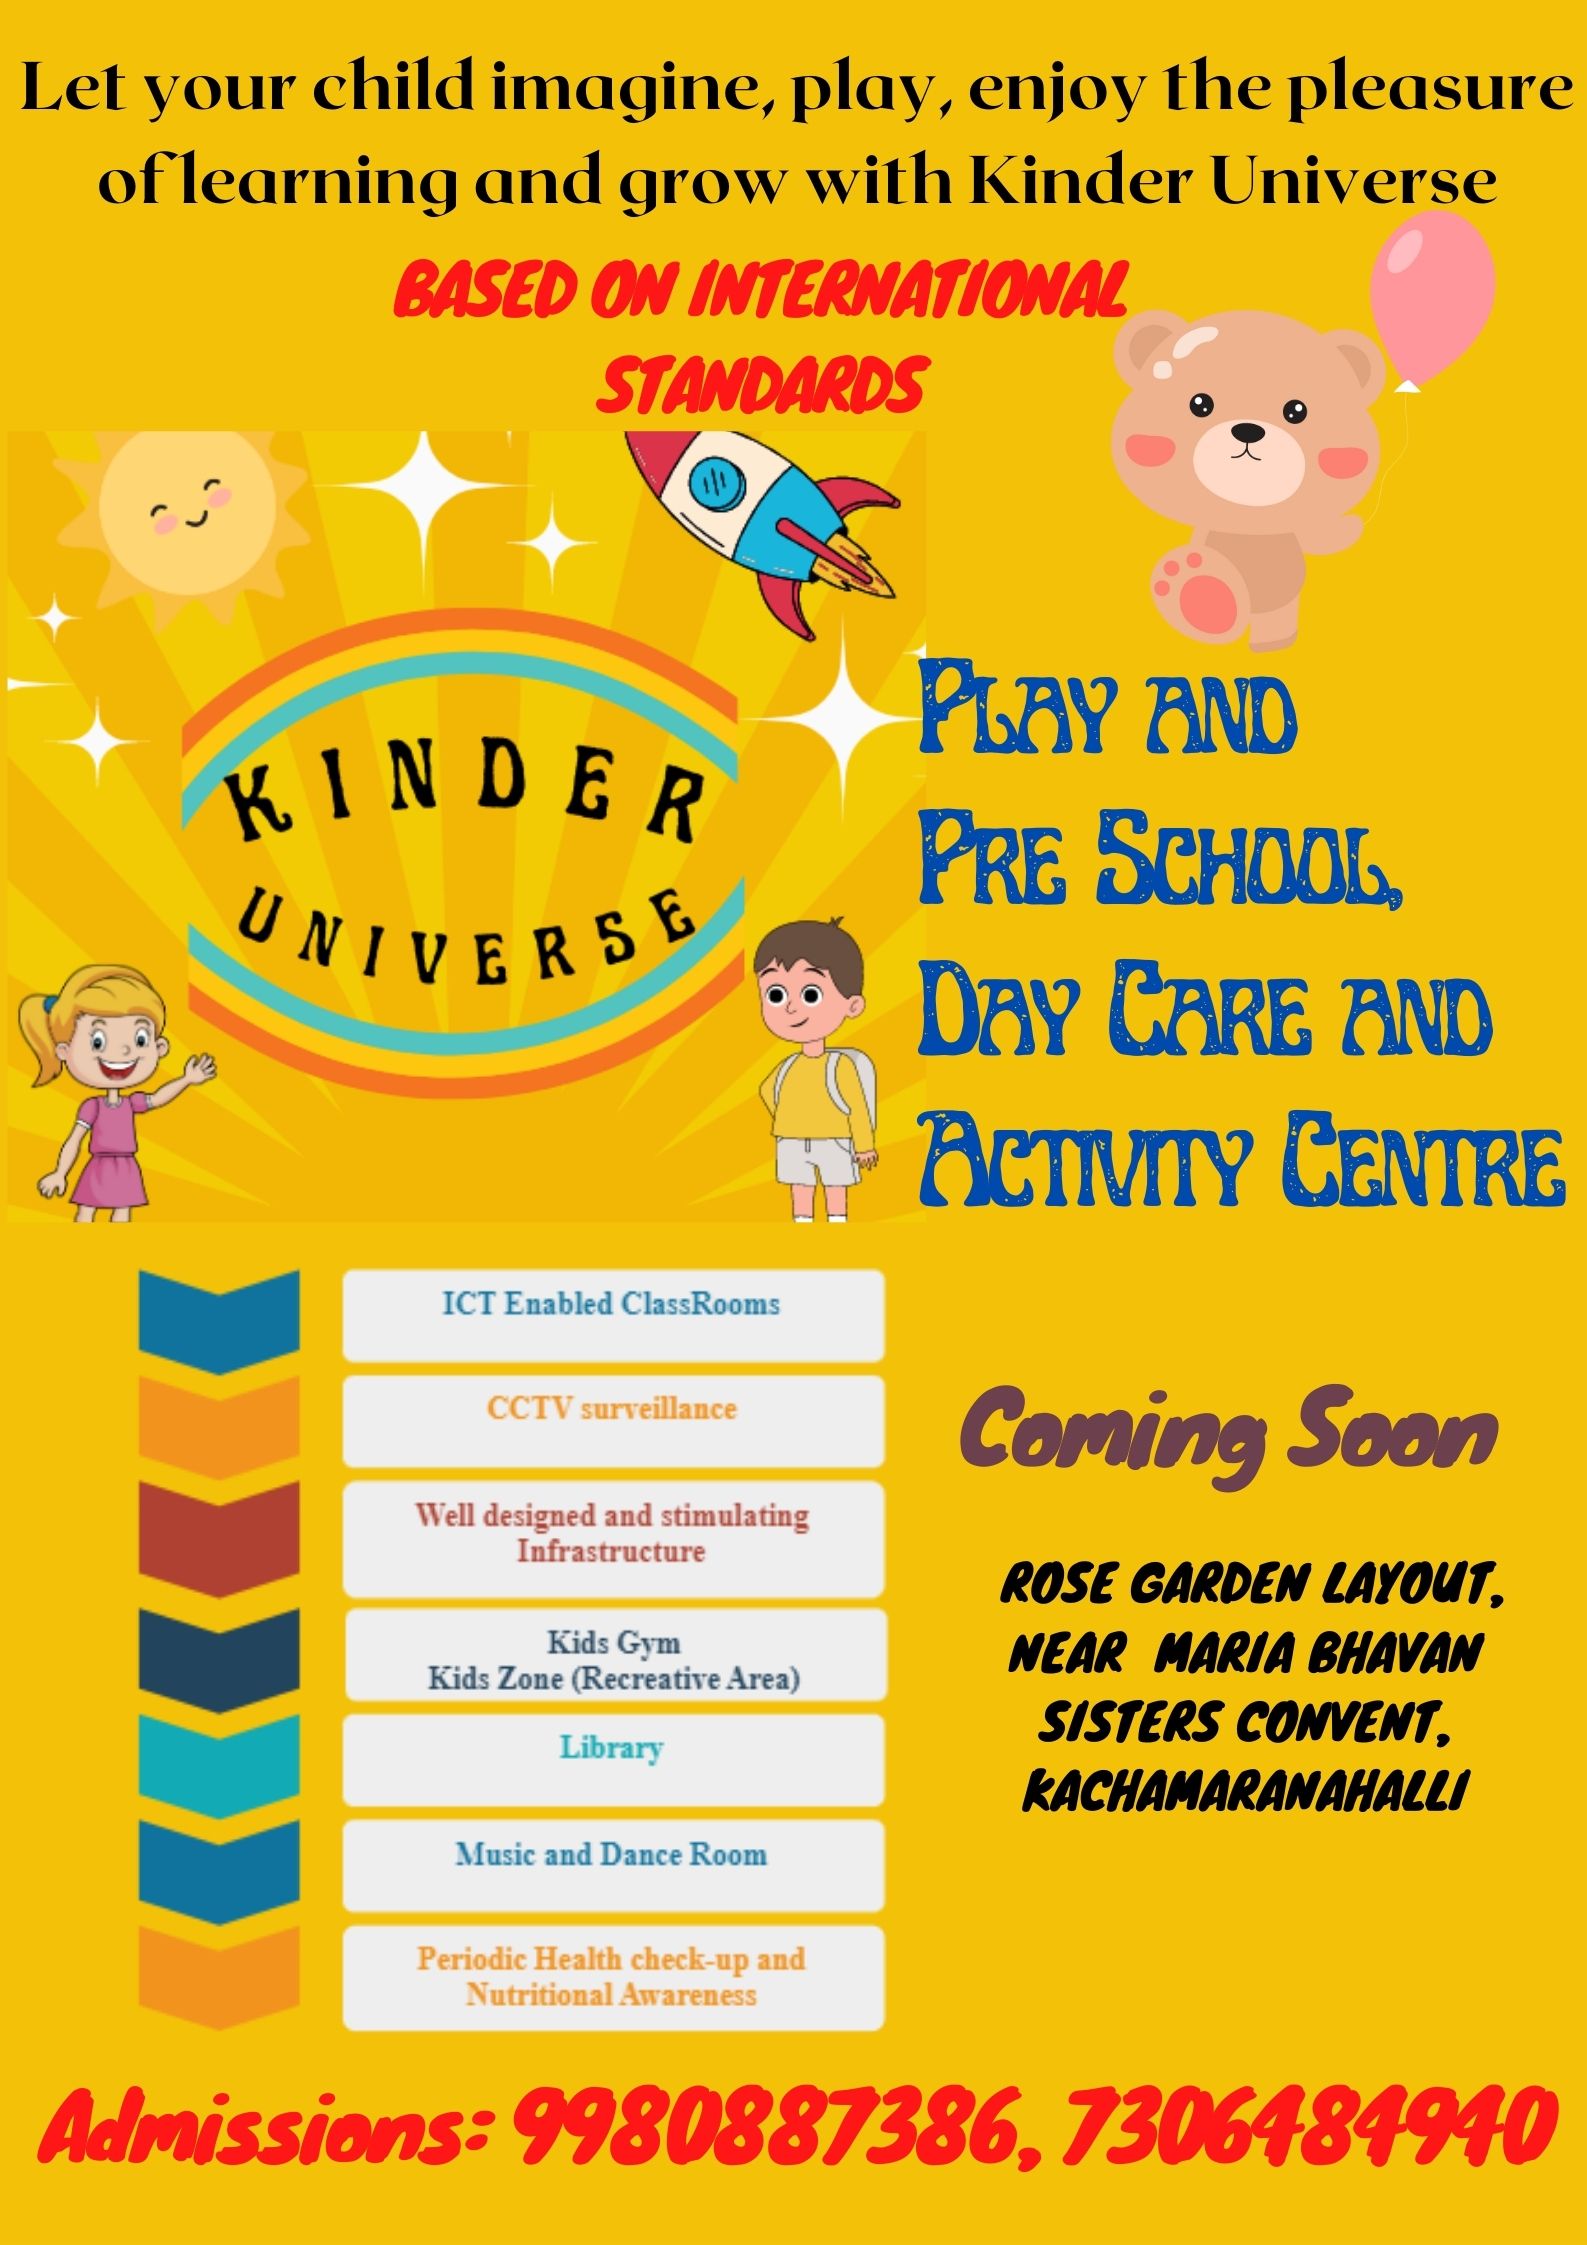 Let your child imagine, play, enjoy the pleasure
of learning and grow with Kinder Universe
BASED ON INTERNATIONAL
STANDARDS
KINDER
UNIVERSE
PLAY AND
PRE SCHOOL,
DAY CARE AND
ACTIVITY CENTRE
ICT Enabled ClassRooms
CCTV surveillance
Well designed and stimulating
Infrastructure
Kids Gym
Kids Zone (Recreative Area)
Library
Music and Dance Room
Periodic Health check-up and
Nutritional Awareness
Coming Soon
ROSE GARDEN LAYOUT,
NEAR MARIA BHAVAN
SISTERS CONVENT,
KACHAMARANAHALLI
Admissions: 9980887386, 7306484940